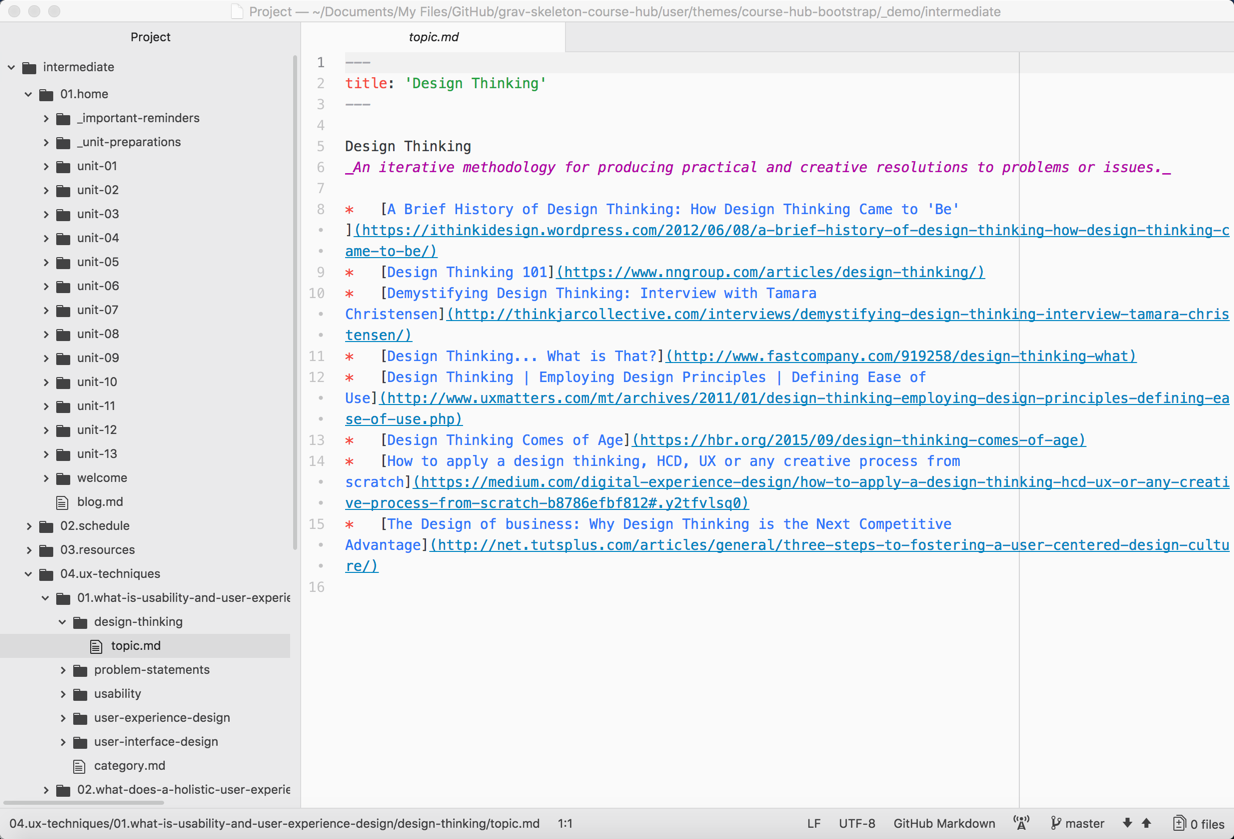 Project — ~/Documents/My Files/GitHub/grav-skeleton-course-hub/user/themes/course-hub-bootstrap/_demo/intermediate
Project
intermediate
01.home
_important-reminders
_unit-preparations
unit-01
unit-02
unit-03
unit-04
unit-05
unit-06
unit-07
unit-08
unit-09
unit-10
unit-11
unit-12
unit-13
welcome
blog.md
02.schedule
03.resources
04.ux-techniques
01.what-is-usability-and-user-experie
design-thinking
topic.md
problem-statements
usability
user-experience-design
user-interface-design
category.md
02.what-does-a-holistic-user-experie
topic.md
1 ---
2 title: 'Design Thinking'
3 ---
4
5 Design Thinking
6 _An iterative methodology for producing practical and creative resolutions to problems or issues._
7
8 * [A Brief History of Design Thinking: How Design Thinking Came to 'Be'
• ](https://ithinkidesign.wordpress.com/2012/06/08/a-brief-history-of-design-thinking-how-design-thinking-c
• ame-to-be/)
9 * [Design Thinking 101](https://www.nngroup.com/articles/design-thinking/)
10 * [Demystifying Design Thinking: Interview with Tamara
• Christensen](http://thinkjarcollective.com/interviews/demystifying-design-thinking-interview-tamara-chris
• tensen/)
11 * [Design Thinking... What is That?](http://www.fastcompany.com/919258/design-thinking-what)
12 * [Design Thinking | Employing Design Principles | Defining Ease of
• Use](http://www.uxmatters.com/mt/archives/2011/01/design-thinking-employing-design-principles-defining-ea
• se-of-use.php)
13 * [Design Thinking Comes of Age](https://hbr.org/2015/09/design-thinking-comes-of-age)
14 * [How to apply a design thinking, HCD, UX or any creative process from
• scratch](https://medium.com/digital-experience-design/how-to-apply-a-design-thinking-hcd-ux-or-any-creati
• ve-process-from-scratch-b8786efbf812#.y2tfvlsq0)
15 * [The Design of business: Why Design Thinking is the Next Competitive
• Advantage](http://net.tutsplus.com/articles/general/three-steps-to-fostering-a-user-centered-design-cultu
• re/)
16
04.ux-techniques/01.what-is-usability-and-user-experience-design/design-thinking/topic.md 1:1 LF UTF-8 GitHub Markdown master 0 files